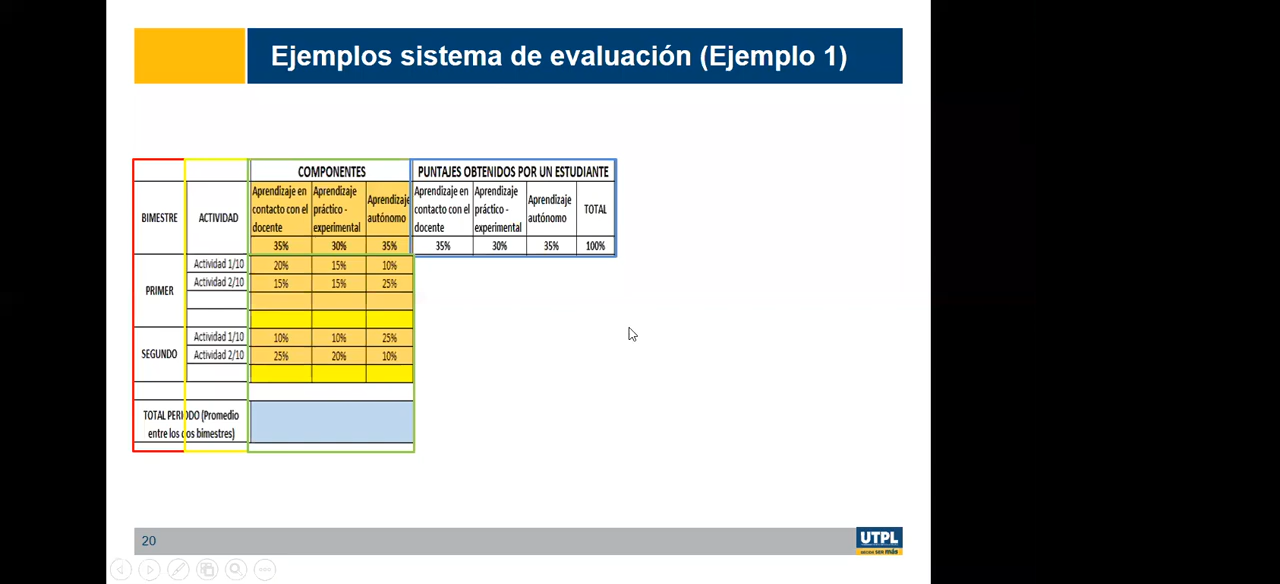 Ejemplos sistema de evaluación (Ejemplo 1)
COMPONENTES PUNTAJES OBTENIDOS POR UN ESTUDIANTE
BIMESTRE ACTIVIDAD Aprendizaje en contacto con el docente Aprendizaje práctico - experimental Aprendizaje autónomo Aprendizaje en contacto con el docente Aprendizaje práctico - experimental Aprendizaje autónomo TOTAL
35% 30% 35% 35% 30% 35% 100%
PRIMER
Actividad 1/10 20% 15% 10%
Actividad 2/10 15% 15% 25%
SEGUNDO
Actividad 1/10 10% 10% 25%
Actividad 2/10 25% 20% 10%
TOTAL PERIODO (Promedio
entre los dos bimestres)
20
UTPL